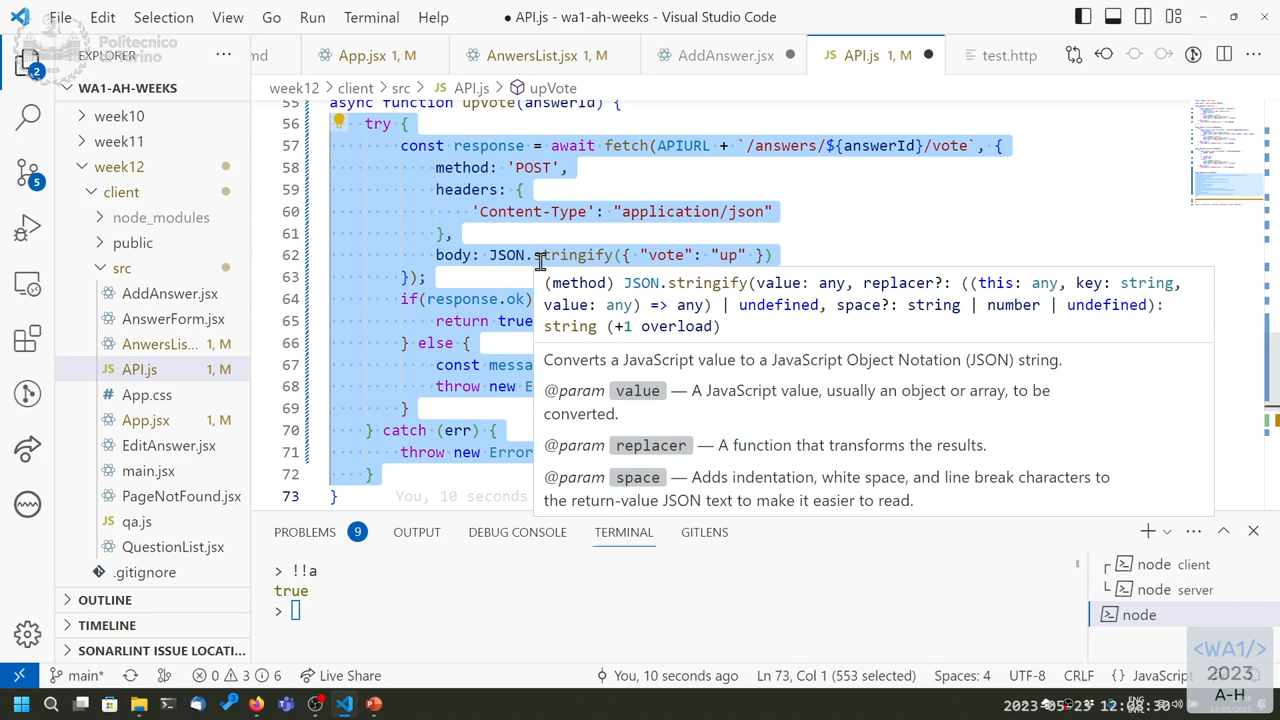 File Edit Selection View Go Run Terminal Help
● API.js - wa1-ah-weeks - Visual Studio Code
Politecnico
EXPLORER
App.jsx 1, M
AnwersList.jsx 1, M
AddAnswer.jsx
JS API.js 1, M
test.http
WA1-AH-WEEKS
week10
week11
week12
client
node_modules
public
src
AddAnswer.jsx
AnswerForm.jsx
AnwersLis... 1, M
JS API.js 1, M
App.css
App.jsx 1, M
EditAnswer.jsx
main.jsx
PageNotFound.jsx
JS qa.js
QuestionList.jsx
.gitignore
OUTLINE
TIMELINE
SONARLINT ISSUE LOCATI...
2
5
week12 > client > src > JS API.js > upVote
55 async function upVote(answerId) {
56 try {
57 const response = await fetch(APIURL + `/answers/${answerId}/vote`, {
58 method:
59 headers: {
60 'Content-Type': "application/json"
61 },
62 body: JSON.stringify({ "vote": "up" })
63 });
64 if(response.ok)
65 return true
66 } else {
67 const messa
68 throw new E
69 }
70 } catch (err) {
71 throw new Error
72 }
73 } You, 10 seconds
(method) JSON.stringify(value: any, replacer?: ((this: any, key: string,
value: any) => any) | undefined, space?: string | number | undefined):
string (+1 overload)
Converts a JavaScript value to a JavaScript Object Notation (JSON) string.
@param value — A JavaScript value, usually an object or array, to be
converted.
@param replacer — A function that transforms the results.
@param space — Adds indentation, white space, and line break characters to
the return-value JSON text to make it easier to read.
PROBLEMS 9 OUTPUT DEBUG CONSOLE TERMINAL GITLENS
> !!a
true
>
node client
node server
node
main* 0 3 6 Live Share You, 10 seconds ago Ln 73, Col 1 (553 selected) Spaces: 4 UTF-8 CRLF {} JavaScript
<WA1/>
2023
A-H